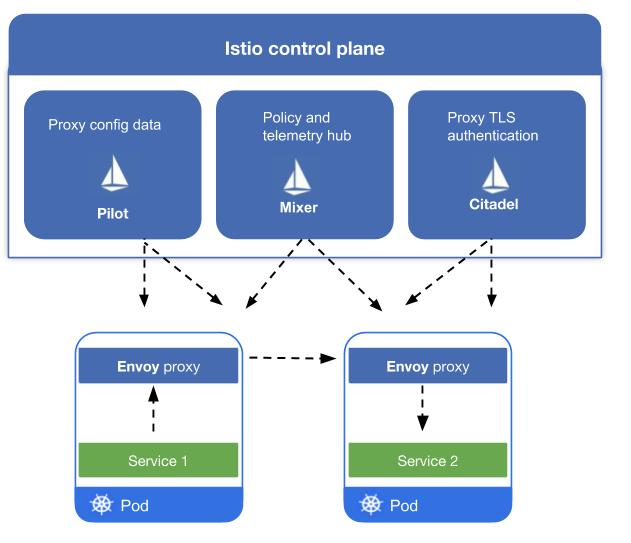 Istio control plane
Proxy config data
Pilot
Policy and
telemetry hub
Mixer
Proxy TLS
authentication
Citadel
Envoy proxy
Service 1
Pod
Envoy proxy
Service 2
Pod